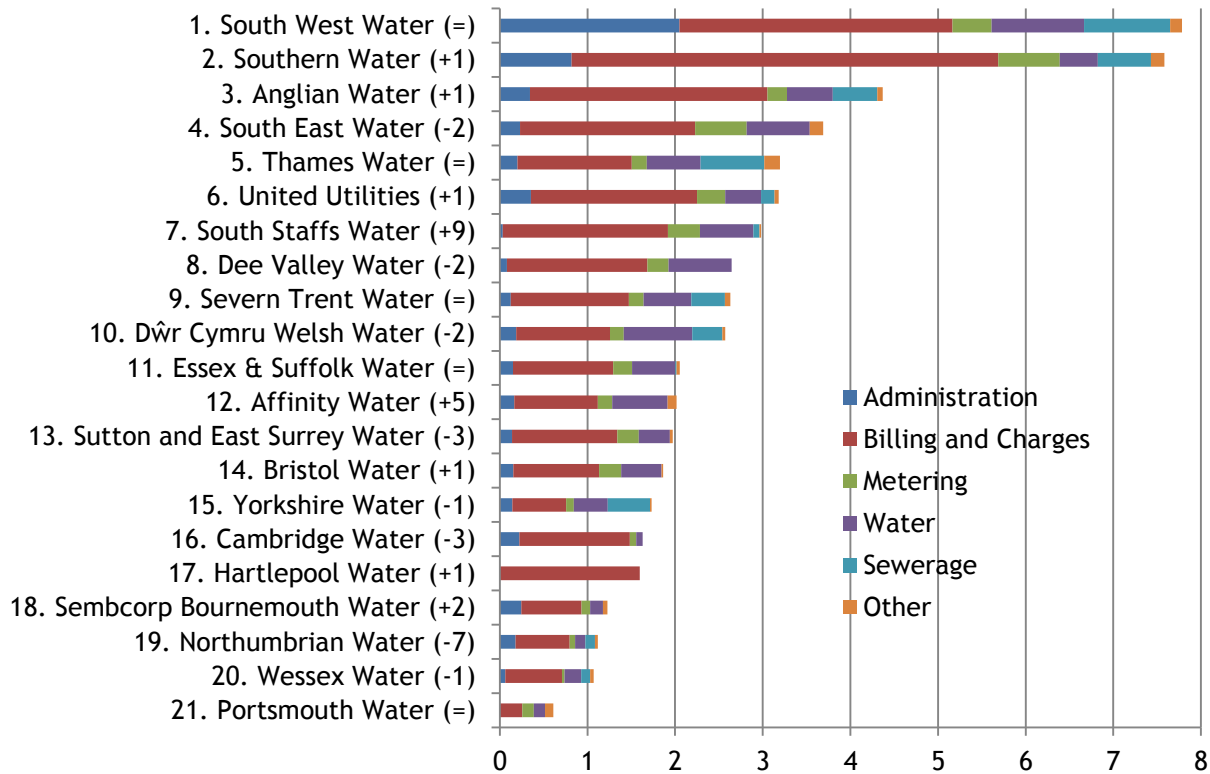 1. South West Water (=)
2. Southern Water (+1)
3. Anglian Water (+1)
4. South East Water (-2)
5. Thames Water (=)
6. United Utilities (+1)
7. South Staffs Water (+9)
8. Dee Valley Water (-2)
9. Severn Trent Water (=)
10. Dŵr Cymru Welsh Water (-2)
11. Essex & Suffolk Water (=)
12. Affinity Water (+5)
13. Sutton and East Surrey Water (-3)
14. Bristol Water (+1)
15. Yorkshire Water (-1)
16. Cambridge Water (-3)
17. Hartlepool Water (+1)
18. Sembcorp Bournemouth Water (+2)
19. Northumbrian Water (-7)
20. Wessex Water (-1)
21. Portsmouth Water (=)
Administration
Billing and Charges
Metering
Water
Sewerage
Other
0 1 2 3 4 5 6 7 8